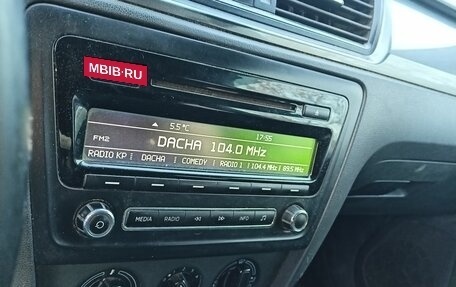 MBIB·RU
5.5 °C 17:55
FM2 DACHA 104.0 MHz
RADIO KP DACHA COMEDY RADIO 1 104.4 MHz 89.5 MHz
MEDIA RADIO INFO